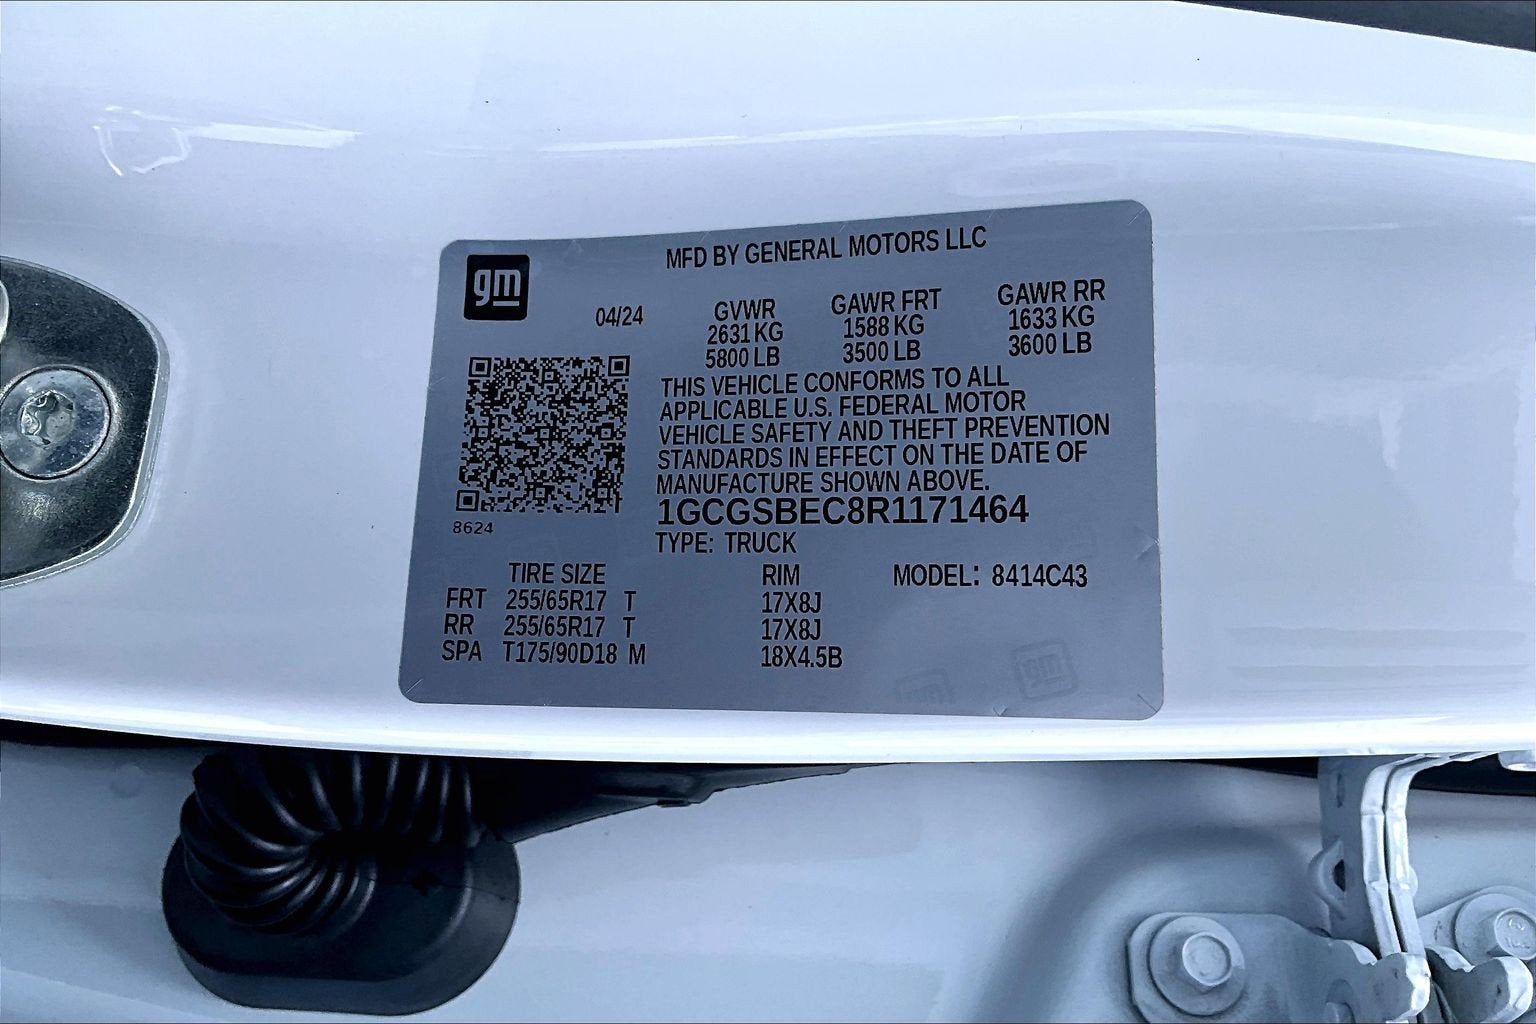 gm
MFD BY GENERAL MOTORS LLC
04/24
GVWR GAWR FRT GAWR RR
2631 KG 1588 KG 1633 KG
5800 LB 3500 LB 3600 LB
THIS VEHICLE CONFORMS TO ALL
APPLICABLE U.S. FEDERAL MOTOR
VEHICLE SAFETY AND THEFT PREVENTION
STANDARDS IN EFFECT ON THE DATE OF
MANUFACTURE SHOWN ABOVE.
8624
1GCGSBEC8R1171464
TYPE: TRUCK
TIRE SIZE RIM MODEL: 8414C43
FRT 255/65R17 T 17X8J
RR 255/65R17 T 17X8J
SPA T175/90D18 M 18X4.5B
gm